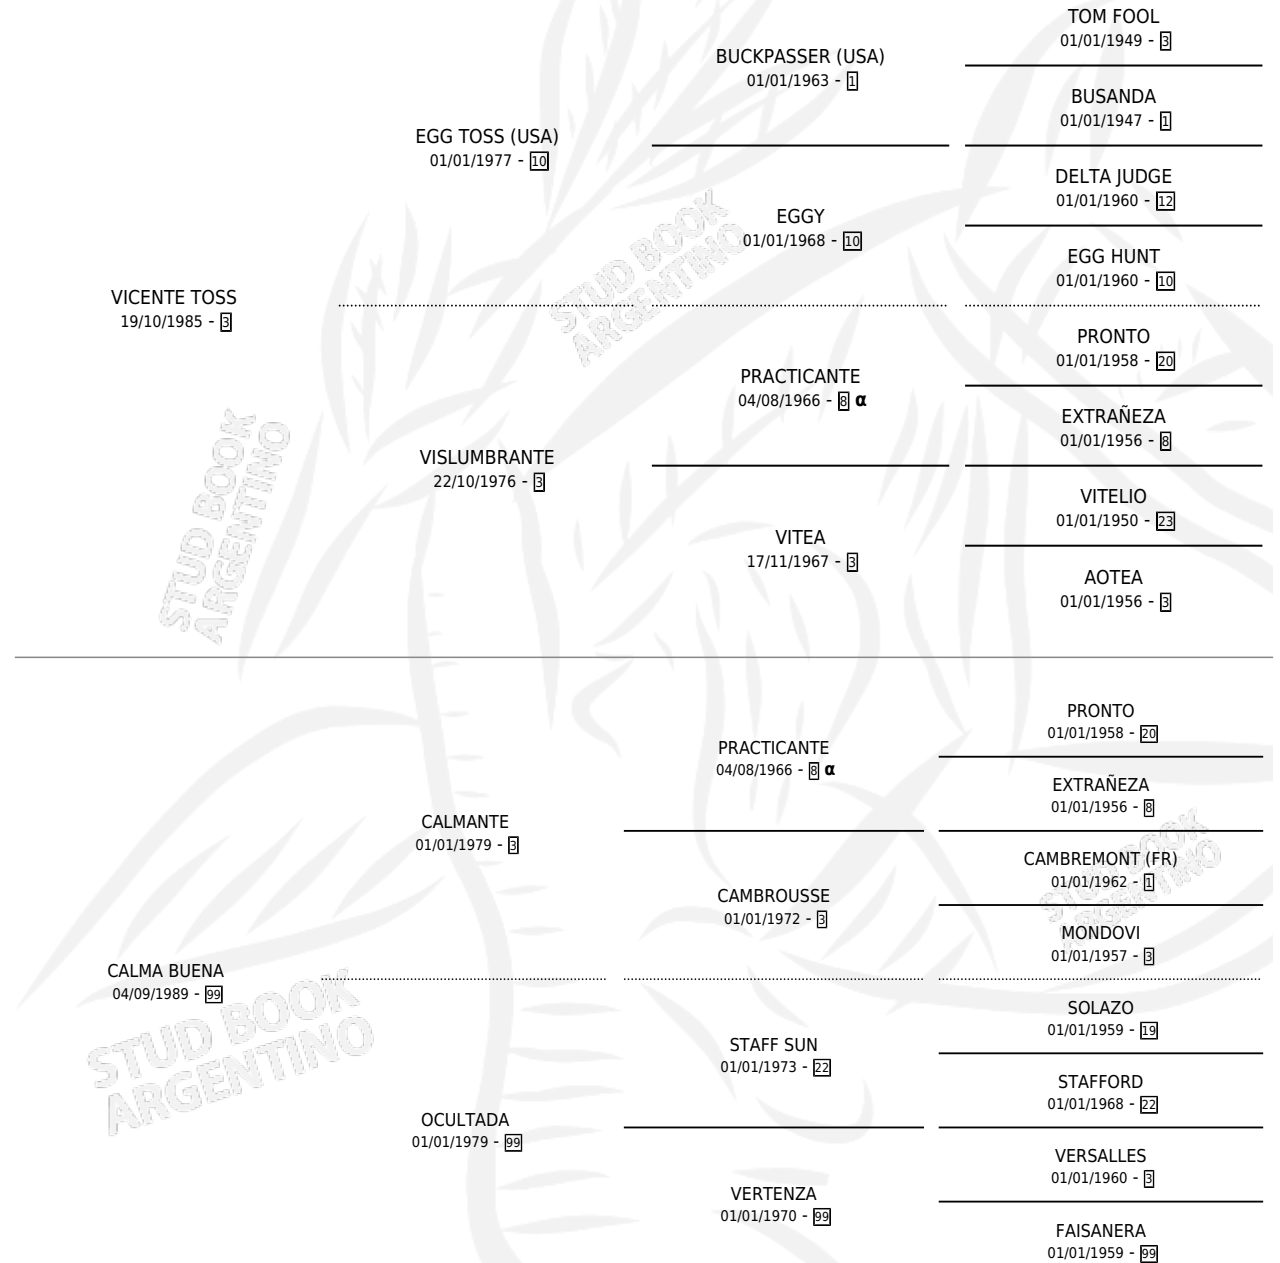 TOM FOOL
01/01/1949 - 3
BUCKPASSER (USA)
01/01/1963 - 1
BUSANDA
01/01/1947 - 1
EGG TOSS (USA)
01/01/1977 - 10
DELTA JUDGE
01/01/1960 - 12
EGGY
01/01/1968 - 10
EGG HUNT
01/01/1960 - 10
VICENTE TOSS
19/10/1985 - 3
PRONTO
01/01/1958 - 20
PRACTICANTE
04/08/1966 - 8 α
EXTRAÑEZA
01/01/1956 - 8
VISLUMBRANTE
22/10/1976 - 3
VITELIO
01/01/1950 - 23
VITEA
17/11/1967 - 3
AOTEA
01/01/1956 - 3
PRONTO
01/01/1958 - 20
PRACTICANTE
04/08/1966 - 8 α
EXTRAÑEZA
01/01/1956 - 8
CALMANTE
01/01/1979 - 3
CAMBREMONT (FR)
01/01/1962 - 1
CAMBROUSSE
01/01/1972 - 3
MONDOVI
01/01/1957 - 3
CALMA BUENA
04/09/1989 - 99
SOLAZO
01/01/1959 - 19
STAFF SUN
01/01/1973 - 22
STAFFORD
01/01/1968 - 22
OCULTADA
01/01/1979 - 99
VERSALLES
01/01/1960 - 3
VERTENZA
01/01/1970 - 99
FAISANERA
01/01/1959 - 99
STUD BOOK
ARGENTINO
STUD BOOK
ARGENTINO
STUD BOOK
ARGENTINO
STUD BOOK
ARGENTINO